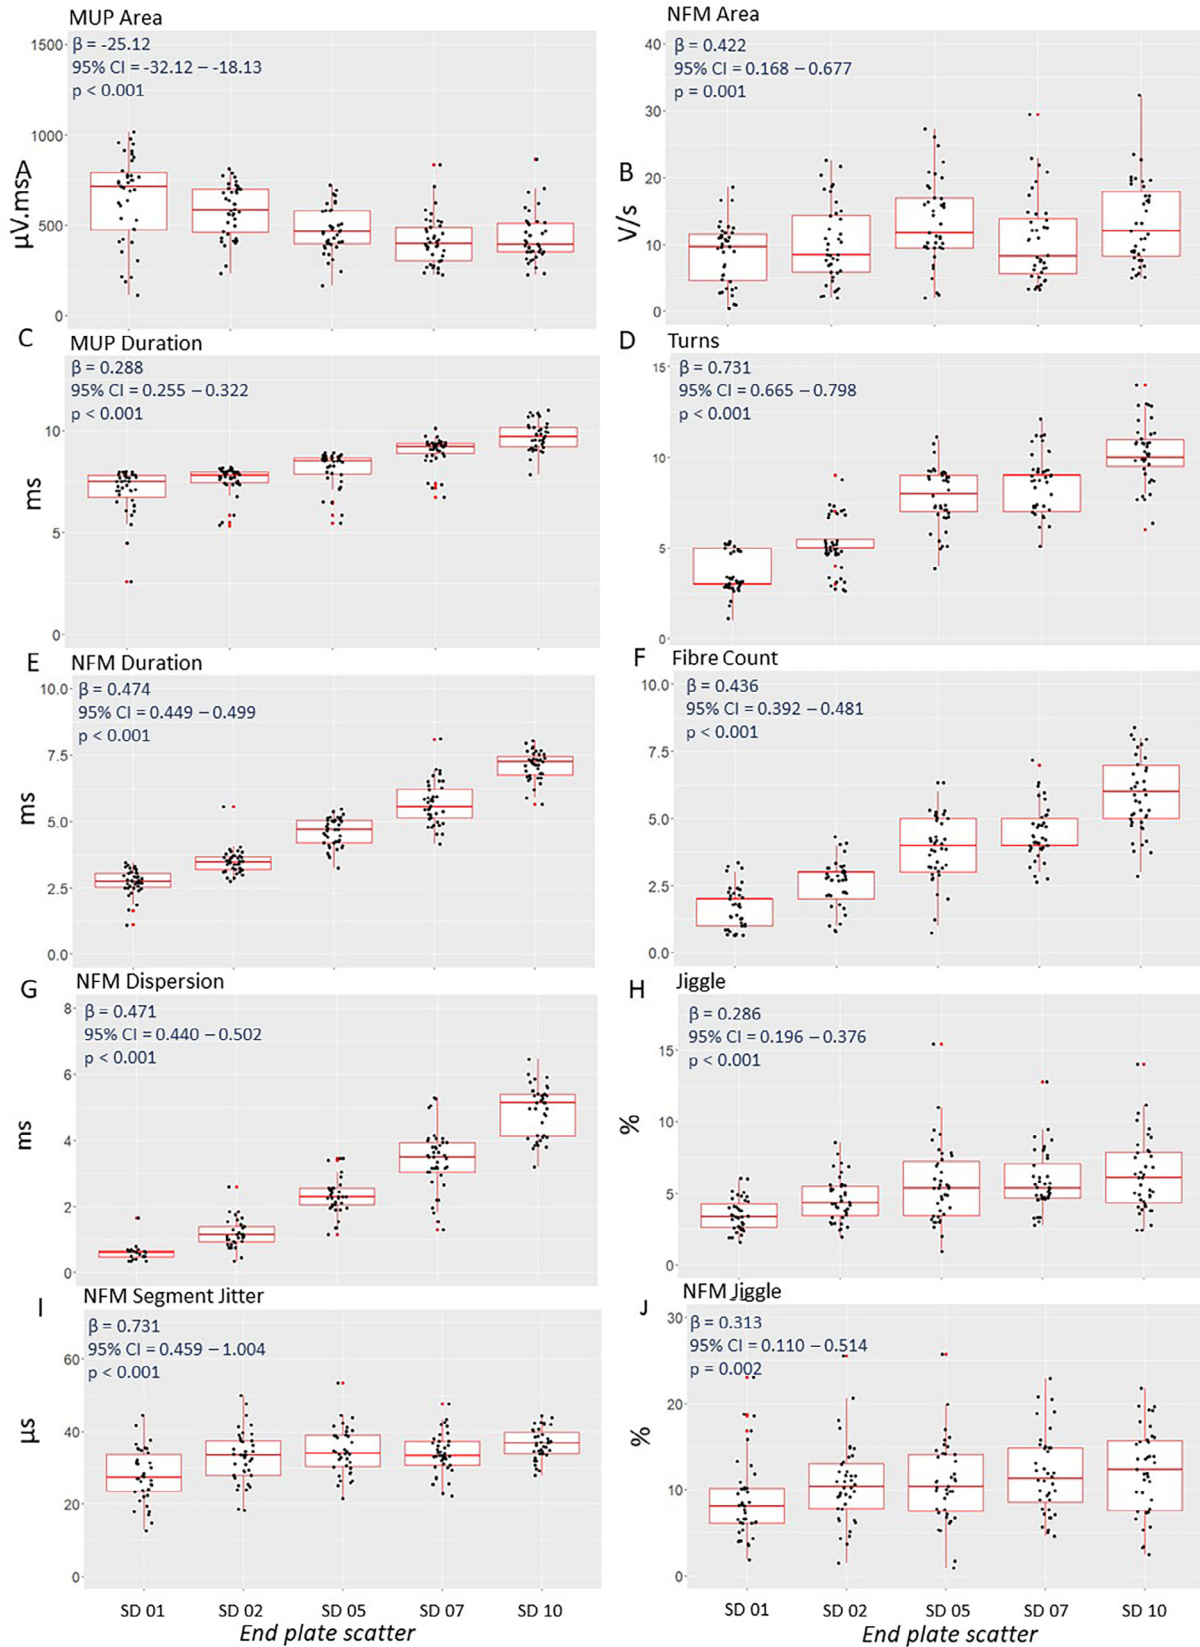 MUP Area
β = -25.12
95% CI = -32.12 – -18.13
p < 0.001
1500
1000
500
0
A
μV.ms
NFM Area
β = 0.422
95% CI = 0.168 – 0.677
p = 0.001
40
30
20
10
0
B
V/s
C
MUP Duration
β = 0.288
95% CI = 0.255 – 0.322
p < 0.001
10
5
0
ms
D
Turns
β = 0.731
95% CI = 0.665 – 0.798
p < 0.001
15
10
5
0
E
NFM Duration
β = 0.474
95% CI = 0.449 – 0.499
p < 0.001
10.0
7.5
5.0
2.5
0.0
ms
F
Fibre Count
β = 0.436
95% CI = 0.392 – 0.481
p < 0.001
10.0
7.5
5.0
2.5
0.0
G
NFM Dispersion
β = 0.471
95% CI = 0.440 – 0.502
p < 0.001
8
6
4
2
0
ms
H
Jiggle
β = 0.286
95% CI = 0.196 – 0.376
p < 0.001
15
10
5
0
%
I
NFM Segment Jitter
β = 0.731
95% CI = 0.459 – 1.004
p < 0.001
60
40
20
0
μs
SD 01 SD 02 SD 05 SD 07 SD 10
End plate scatter
J
NFM Jiggle
β = 0.313
95% CI = 0.110 – 0.514
p = 0.002
30
20
10
0
%
SD 01 SD 02 SD 05 SD 07 SD 10
End plate scatter